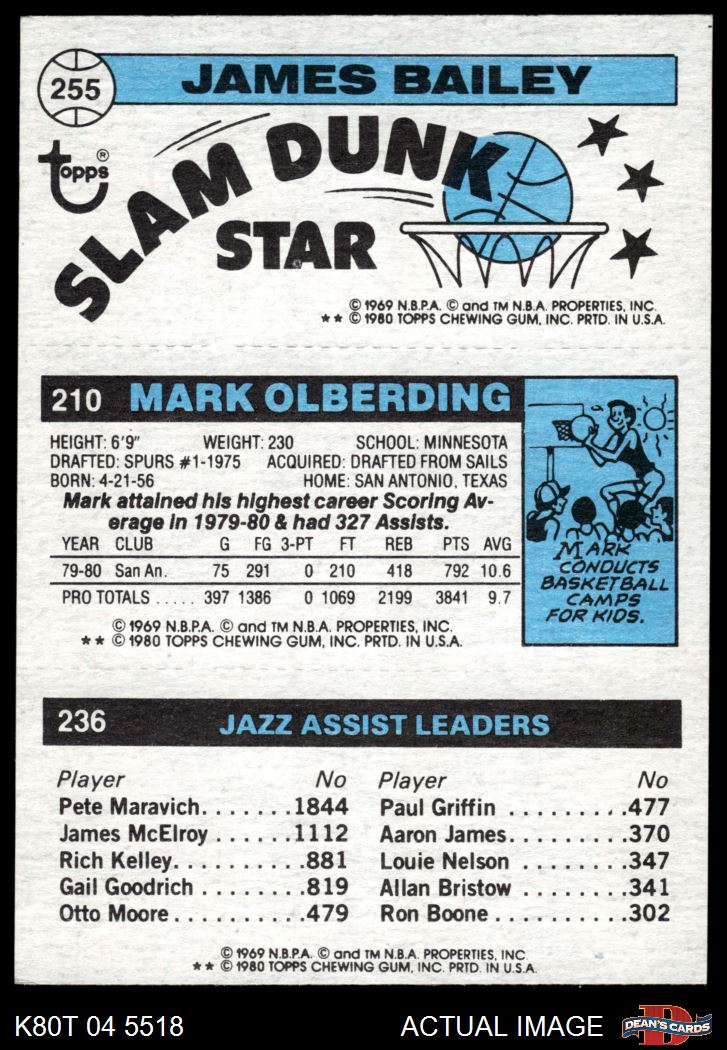 255 JAMES BAILEY
topps®
SLAM DUNK
STAR
© 1969 N.B.P.A. © and TM N.B.A. PROPERTIES, INC.
** © 1980 TOPPS CHEWING GUM, INC. PRTD. IN U.S.A.
210 MARK OLBERDING
HEIGHT: 6'9" WEIGHT: 230 SCHOOL: MINNESOTA
DRAFTED: SPURS #1-1975 ACQUIRED: DRAFTED FROM SAILS
BORN: 4-21-56 HOME: SAN ANTONIO, TEXAS
Mark attained his highest career Scoring Av-
erage in 1979-80 & had 327 Assists.
YEAR CLUB G FG 3-PT FT REB PTS AVG
79-80 San An. 75 291 0 210 418 792 10.6
PRO TOTALS ..... 397 1386 0 1069 2199 3841 9.7
© 1969 N.B.P.A. © and TM N.B.A. PROPERTIES, INC.
** © 1980 TOPPS CHEWING GUM, INC. PRTD. IN U.S.A.
MARK
CONDUCTS
BASKETBALL
CAMPS
FOR KIDS.
236 JAZZ ASSIST LEADERS
Player No Player No
Pete Maravich.......1844 Paul Griffin .........477
James McElroy ......1112 Aaron James.........370
Rich Kelley.........881 Louie Nelson ........347
Gail Goodrich .......819 Allan Bristow ........341
Otto Moore.........479 Ron Boone..........302
© 1969 N.B.P.A. © and TM N.B.A. PROPERTIES, INC.
** © 1980 TOPPS CHEWING GUM, INC. PRTD. IN U.S.A.
K80T 04 5518 ACTUAL IMAGE D DEAN'S CARDS